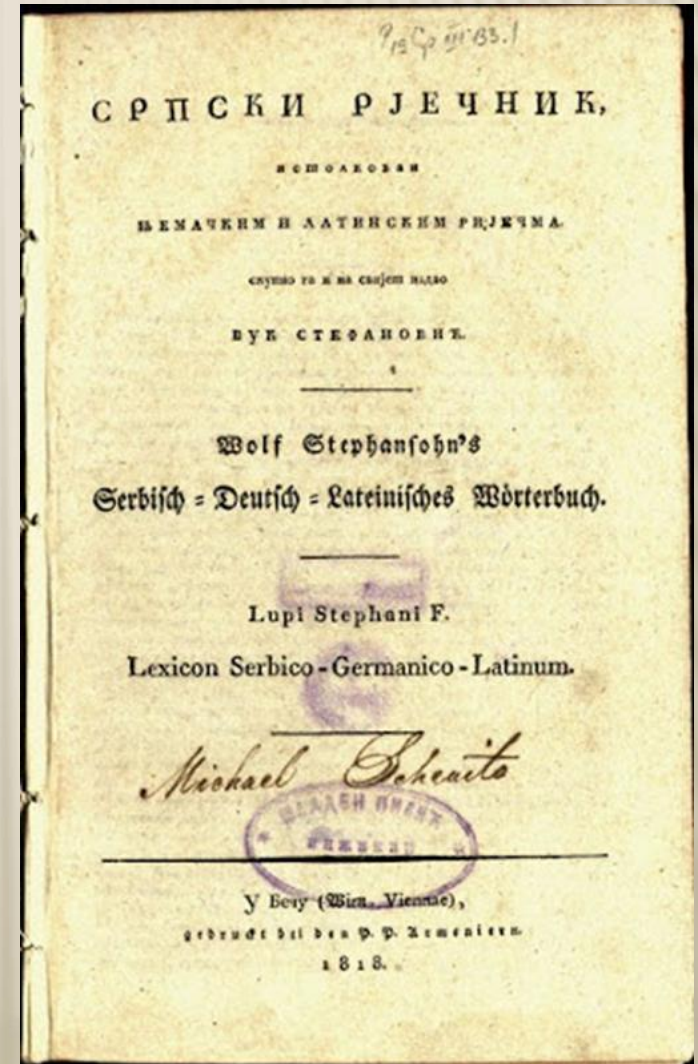 СРПСКИ РЈЕЧНИК,
истолкован
ЊЕМАЧКИМ И ЛАТИНСКИМ РИЈЕЧМА.
скупио га и на свијет издао
ВУК СТЕФАНОВИЋ.
Wolf Stephansohn's
Serbisch = Deutsch = Lateinisches Wörterbuch.
Lupi Stephani F.
Lexicon Serbico-Germanico-Latinum.
Michael
У Бечу (Wien, Viennae),
gedruckt bei den P. P. Armeniern.
1818.